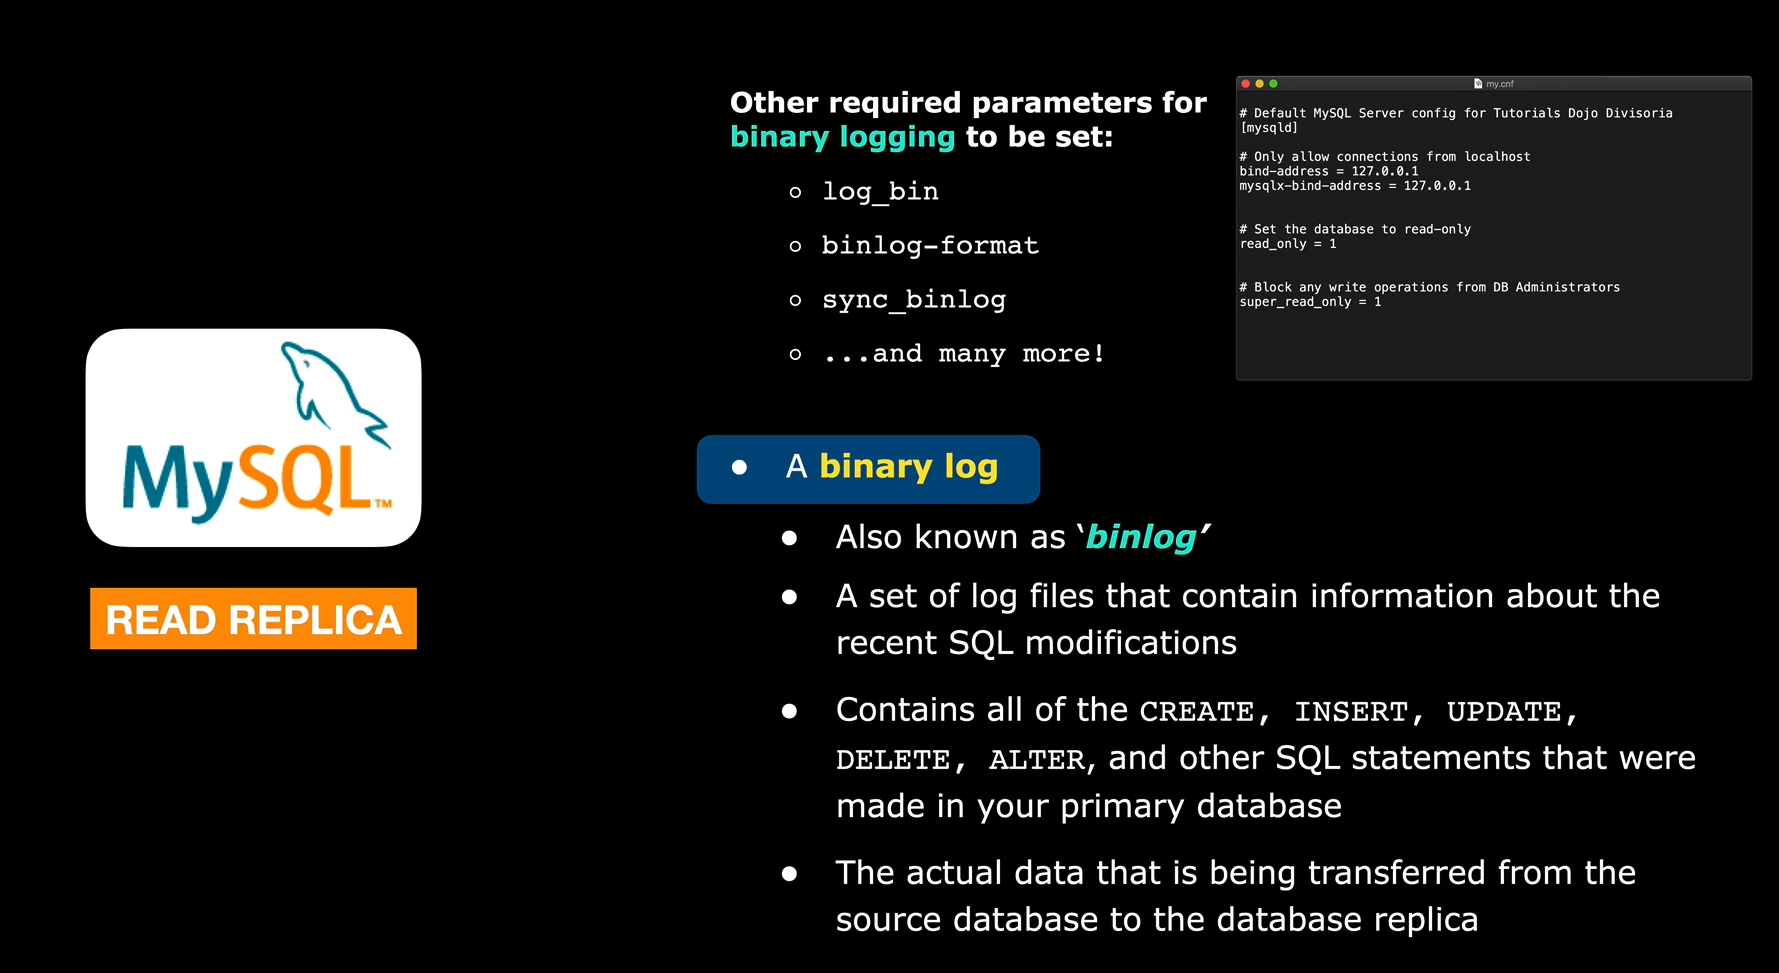 Other required parameters for
binary logging to be set:
○ log_bin
○ binlog-format
○ sync_binlog
○ ...and many more!
my.cnf
# Default MySQL Server config for Tutorials Dojo Divisoria
[mysqld]
# Only allow connections from localhost
bind-address = 127.0.0.1
mysqlx-bind-address = 127.0.0.1
# Set the database to read-only
read_only = 1
# Block any write operations from DB Administrators
super_read_only = 1
MySQL™
READ REPLICA
● A binary log
● Also known as ‘binlog’
● A set of log files that contain information about the
recent SQL modifications
● Contains all of the CREATE, INSERT, UPDATE,
DELETE, ALTER, and other SQL statements that were
made in your primary database
● The actual data that is being transferred from the
source database to the database replica